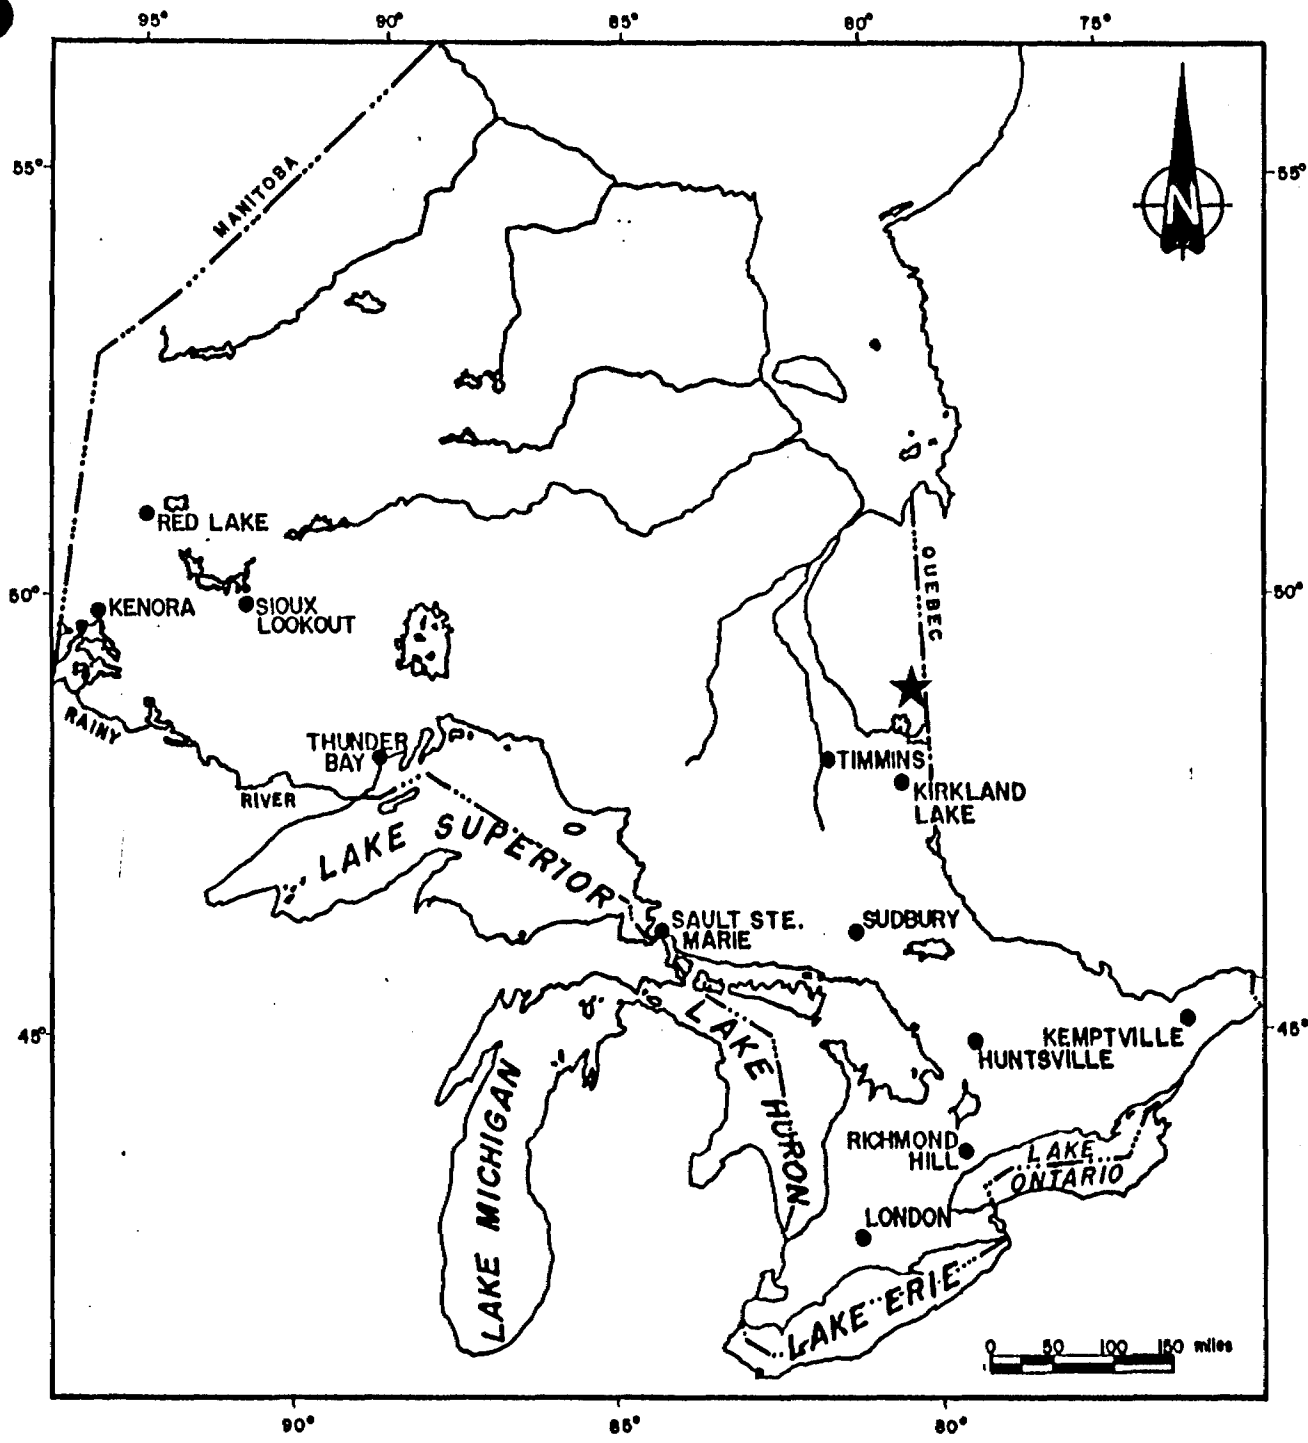 95° 90° 85° 80° 75°
N
55° 55°
MANITOBA
RED LAKE
QUEBEC
50° 50°
KENORA
SIOUX
LOOKOUT
RAINY
THUNDER
BAY
TIMMINS
RIVER
KIRKLAND
LAKE
LAKE SUPERIOR
SAULT STE.
MARIE
SUDBURY
45° 45°
LAKE HURON
KEMPTVILLE
HUNTSVILLE
LAKE MICHIGAN
RICHMOND
HILL
LAKE
ONTARIO
LONDON
LAKE ERIE
0 50 100 150 miles
90° 85° 80°